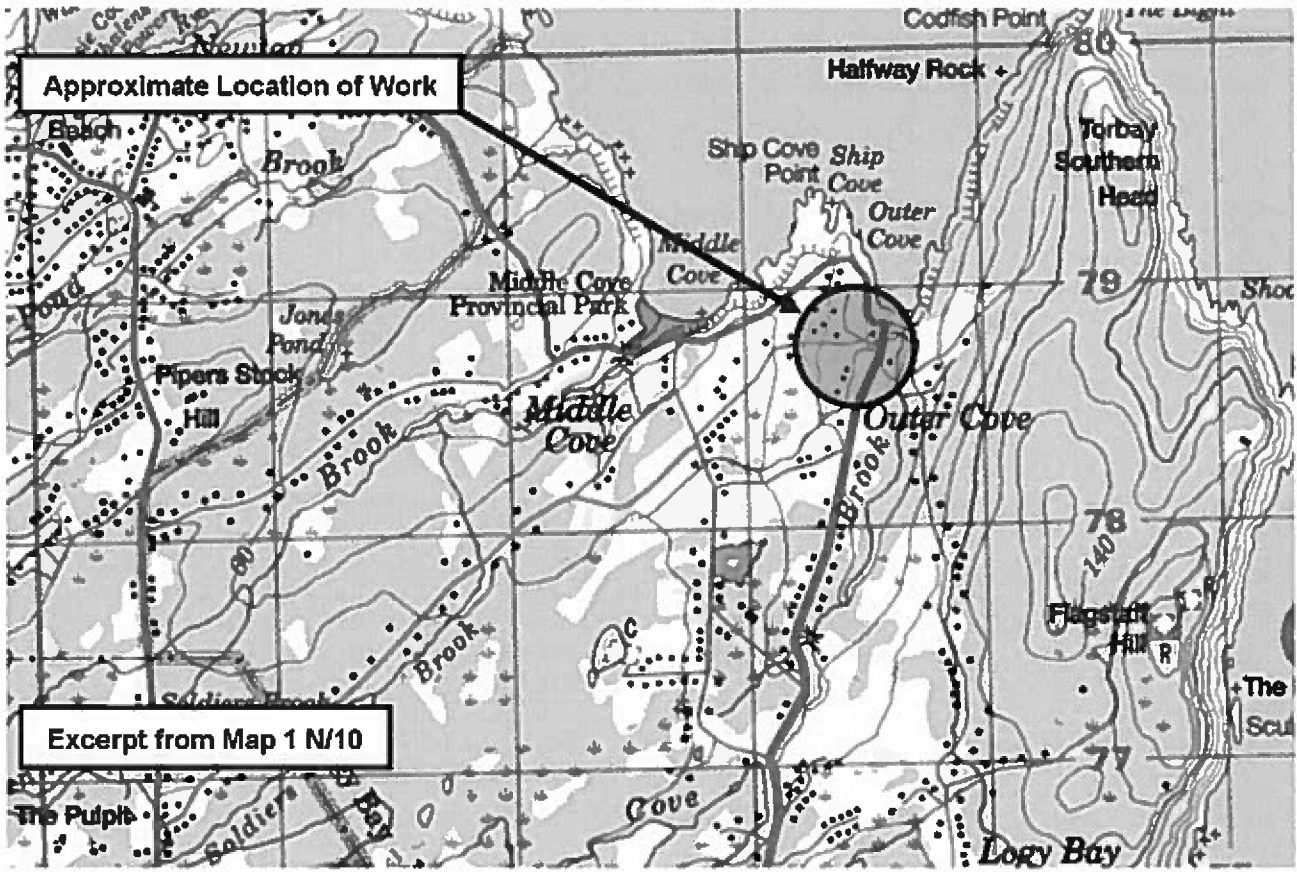 Codfish Point
80
Halfway Rock
Approximate Location of Work
Beach
Brook
Torbay
Southern
Head
Ship Cove
Point
Ship
Cove
Outer
Cove
Middle
Cove
79
Middle Cove
Provincial Park
Pond
Jones
Pond
Pipers Stock
Hill
Middle
Cove
Outer Cove
Brook
Brook
78
140
80
Flagstaff
Hill
R
R
C
Brook
The
Soldiers Brook
Excerpt from Map 1 N/10
77
The Pulpit
Soldiers
Bay
Cove
Logy Bay